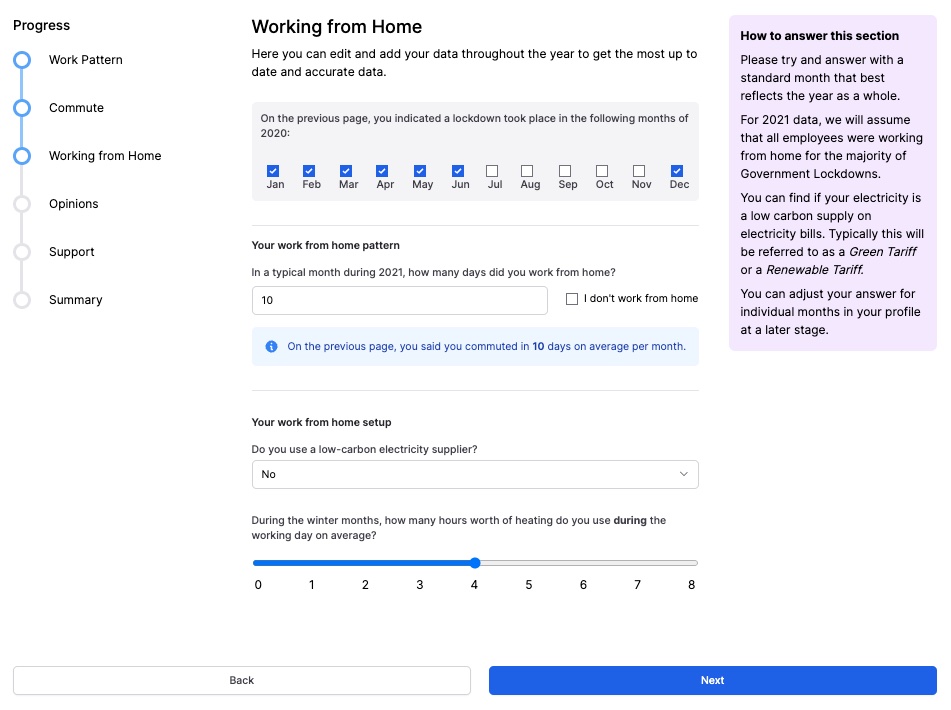 Progress
Work Pattern
Commute
Working from Home
Opinions
Support
Summary
Working from Home
Here you can edit and add your data throughout the year to get the most up to
date and accurate data.
On the previous page, you indicated a lockdown took place in the following months of
2020:
Jan Feb Mar Apr May Jun Jul Aug Sep Oct Nov Dec
Your work from home pattern
In a typical month during 2021, how many days did you work from home?
10
I don't work from home
On the previous page, you said you commuted in 10 days on average per month.
Your work from home setup
Do you use a low-carbon electricity supplier?
No
During the winter months, how many hours worth of heating do you use during the
working day on average?
0 1 2 3 4 5 6 7 8
How to answer this section
Please try and answer with a
standard month that best
reflects the year as a whole.
For 2021 data, we will assume
that all employees were working
from home for the majority of
Government Lockdowns.
You can find if your electricity is
a low carbon supply on
electricity bills. Typically this will
be referred to as a Green Tariff
or a Renewable Tariff.
You can adjust your answer for
individual months in your profile
at a later stage.
Back
Next